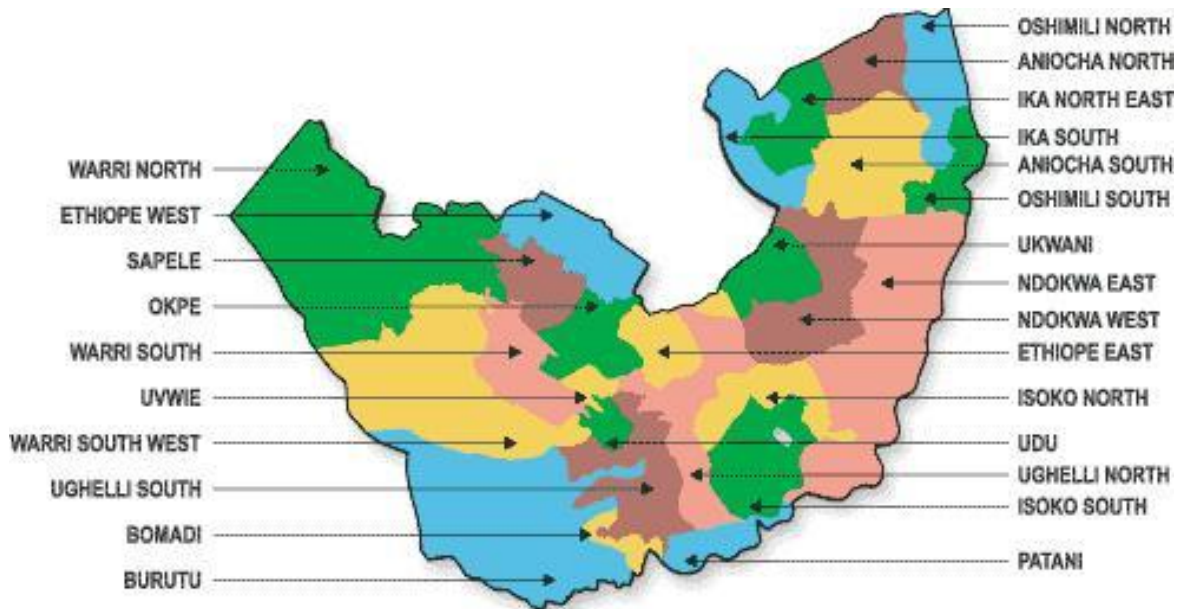 OSHIMILI NORTH
ANIOCHA NORTH
IKA NORTH EAST
IKA SOUTH
ANIOCHA SOUTH
OSHIMILI SOUTH
UKWANI
NDOKWA EAST
NDOKWA WEST
ETHIOPE EAST
ISOKO NORTH
UDU
UGHELLI NORTH
ISOKO SOUTH
PATANI
WARRI NORTH
ETHIOPE WEST
SAPELE
OKPE
WARRI SOUTH
UVWIE
WARRI SOUTH WEST
UGHELLI SOUTH
BOMADI
BURUTU